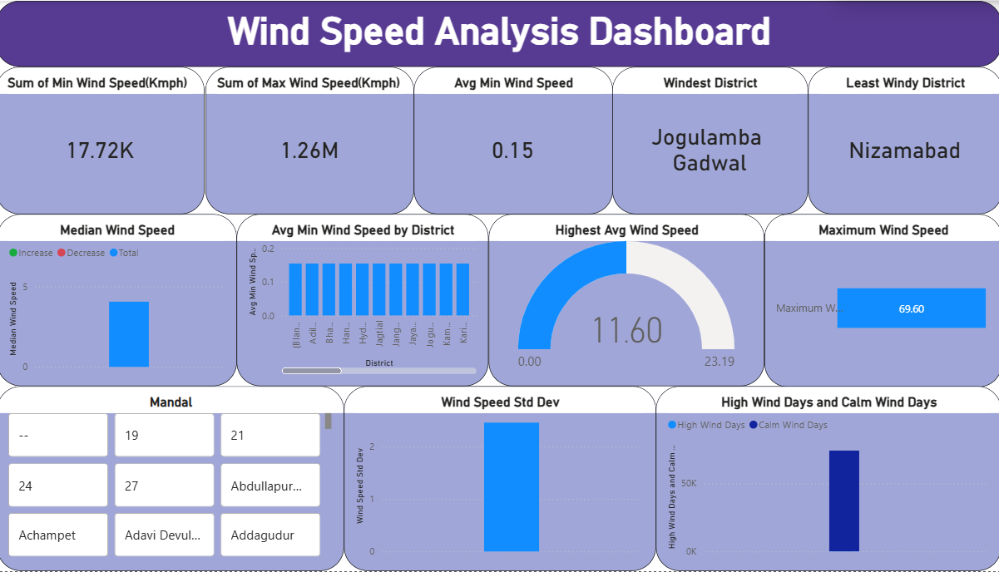 Wind Speed Analysis Dashboard
Sum of Min Wind Speed(Kmph)
17.72K
Sum of Max Wind Speed(Kmph)
1.26M
Avg Min Wind Speed
0.15
Windest District
Jogulamba
Gadwal
Least Windy District
Nizamabad
Median Wind Speed
Increase Decrease Total
Median Wind Speed
5
0
Avg Min Wind Speed by District
Avg Min Wind Sp...
0.2
0.1
0.0
Adil...
Bha...
Han...
Hyd...
Jagtial
Jang...
Jaya...
Jogu...
Kam...
Kari...
District
Highest Avg Wind Speed
11.60
0.00
23.19
Maximum Wind Speed
Maximum W...
69.60
Mandal
--
19
21
24
27
Abdullapur...
Achampet
Adavi Devul...
Addagudur
Wind Speed Std Dev
Wind Speed Std Dev
2
1
0
High Wind Days and Calm Wind Days
High Wind Days Calm Wind Days
High Wind Days and Calm ...
50K
0K